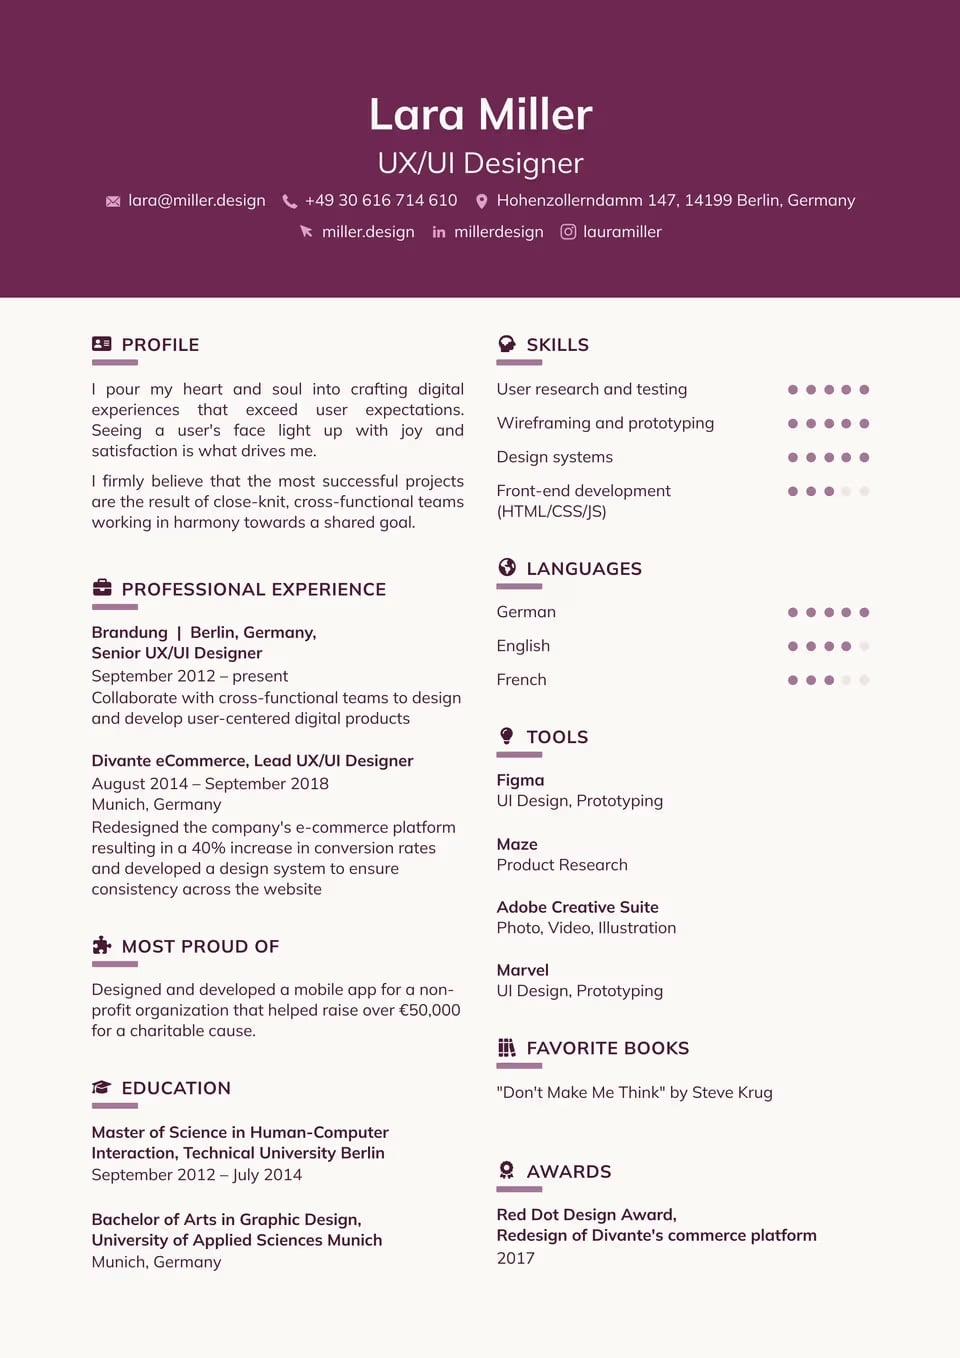 Lara Miller
UX/UI Designer
lara@miller.design +49 30 616 714 610 Hohenzollerndamm 147, 14199 Berlin, Germany
miller.design in millerdesign lauramiller
PROFILE
I pour my heart and soul into crafting digital
experiences that exceed user expectations.
Seeing a user's face light up with joy and
satisfaction is what drives me.
I firmly believe that the most successful projects
are the result of close-knit, cross-functional teams
working in harmony towards a shared goal.
PROFESSIONAL EXPERIENCE
Brandung | Berlin, Germany,
Senior UX/UI Designer
September 2012 – present
Collaborate with cross-functional teams to design
and develop user-centered digital products
Divante eCommerce, Lead UX/UI Designer
August 2014 – September 2018
Munich, Germany
Redesigned the company's e-commerce platform
resulting in a 40% increase in conversion rates
and developed a design system to ensure
consistency across the website
MOST PROUD OF
Designed and developed a mobile app for a non-
profit organization that helped raise over €50,000
for a charitable cause.
EDUCATION
Master of Science in Human-Computer
Interaction, Technical University Berlin
September 2012 – July 2014
Bachelor of Arts in Graphic Design,
University of Applied Sciences Munich
Munich, Germany
SKILLS
User research and testing
Wireframing and prototyping
Design systems
Front-end development
(HTML/CSS/JS)
LANGUAGES
German
English
French
TOOLS
Figma
UI Design, Prototyping
Maze
Product Research
Adobe Creative Suite
Photo, Video, Illustration
Marvel
UI Design, Prototyping
FAVORITE BOOKS
"Don't Make Me Think" by Steve Krug
AWARDS
Red Dot Design Award,
Redesign of Divante's commerce platform
2017